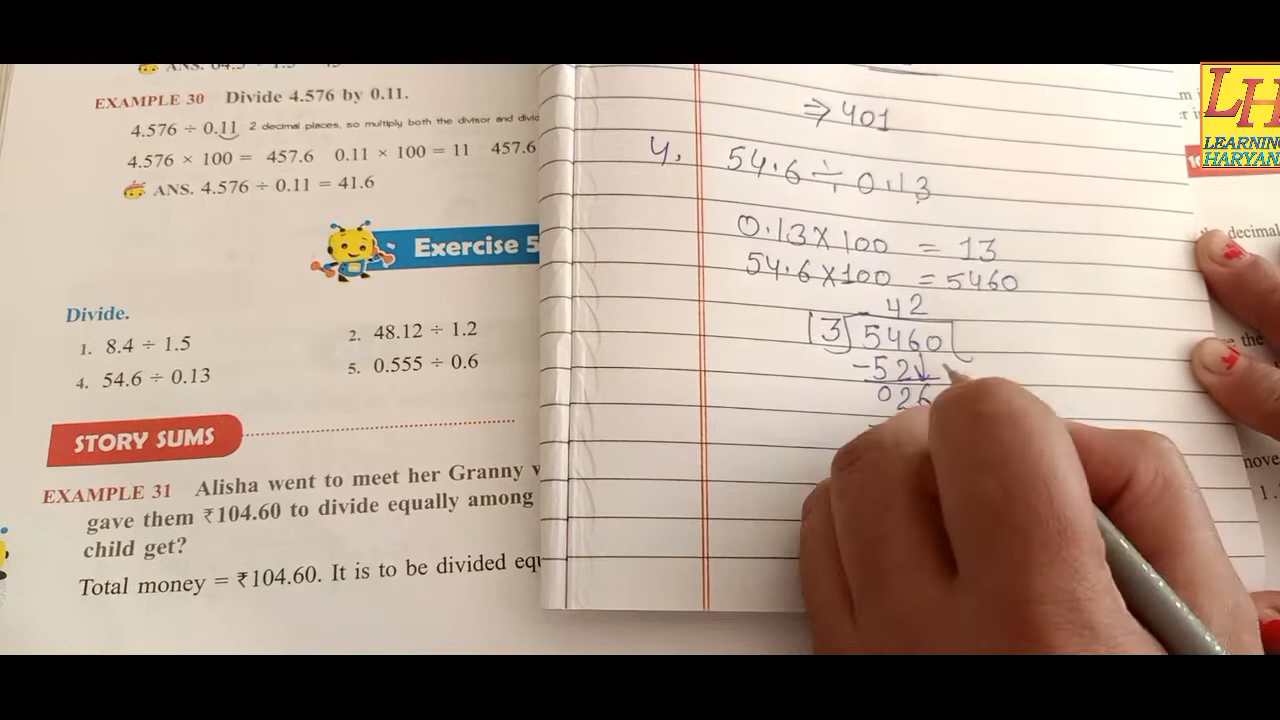 EXAMPLE 30 Divide 4.576 by 0.11.
4.576 ÷ 0.11 2 decimal places, so multiply both the divisor and
4.576 × 100 = 457.6 0.11 × 100 = 11 457.6
ANS. 4.576 ÷ 0.11 = 41.6
Exercise 5
Divide.
1. 8.4 ÷ 1.5
2. 48.12 ÷ 1.2
4. 54.6 ÷ 0.13
5. 0.555 ÷ 0.6
STORY SUMS
EXAMPLE 31 Alisha went to meet her Granny
gave them ₹104.60 to divide equally among
child get?
Total money = ₹104.60. It is to be divided
⇒ 401
4. 54.6 ÷ 0.13
0.13 × 100 = 13
54.6 × 100 = 5460
42
13) 5460
-52↓
026
LH
LEARNING
HARYANA
decimal
the
1.